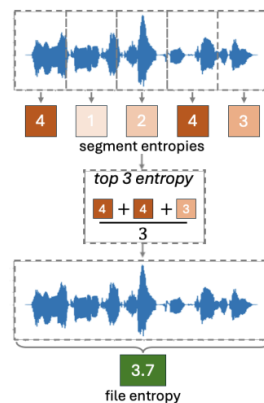 4 1 2 4 3
segment entropies
top 3 entropy
4 + 4 + 3
3
3.7
file entropy